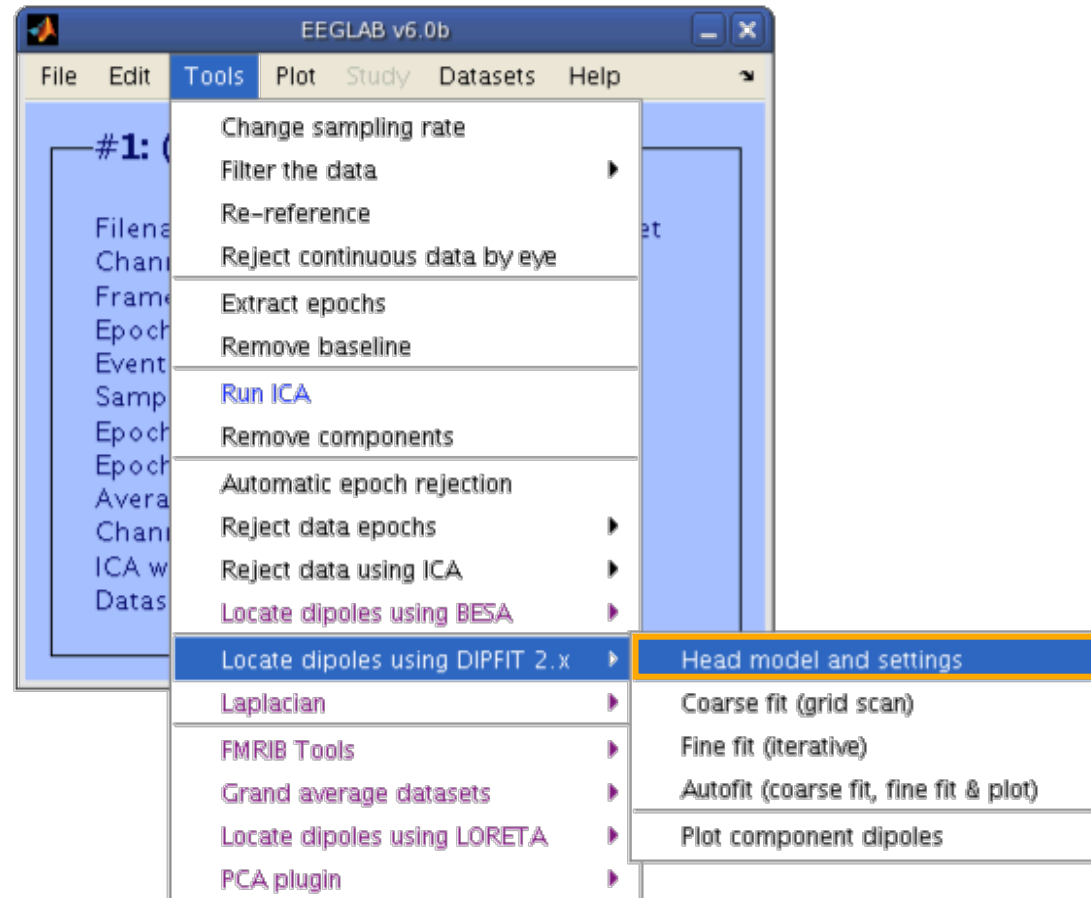 EEGLAB v6.0b
File Edit Tools Plot Study Datasets Help
#1: (
Filena
et
Chan
Frame
Epoch
Event
Samp
Epoch
Epoch
Avera
Chan
ICA w
Datas
Change sampling rate
Filter the data
Re-reference
Reject continuous data by eye
Extract epochs
Remove baseline
Run ICA
Remove components
Automatic epoch rejection
Reject data epochs
Reject data using ICA
Locate dipoles using BESA
Locate dipoles using DIPFIT 2.x
Laplacian
FMRIB Tools
Grand average datasets
Locate dipoles using LORETA
PCA plugin
Head model and settings
Coarse fit (grid scan)
Fine fit (iterative)
Autofit (coarse fit, fine fit & plot)
Plot component dipoles